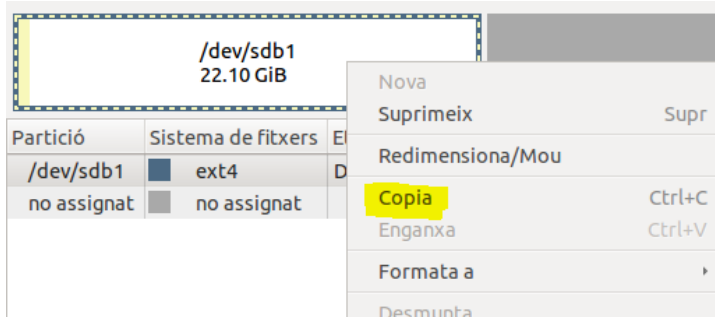 /dev/sdb1
22.10 GiB
Nova
Suprimeix Supr
Redimensiona/Mou
Copia Ctrl+C
Enganxa Ctrl+V
Formata a
Desmunta
Partició Sistema de fitxers
/dev/sdb1 ext4
no assignat no assignat